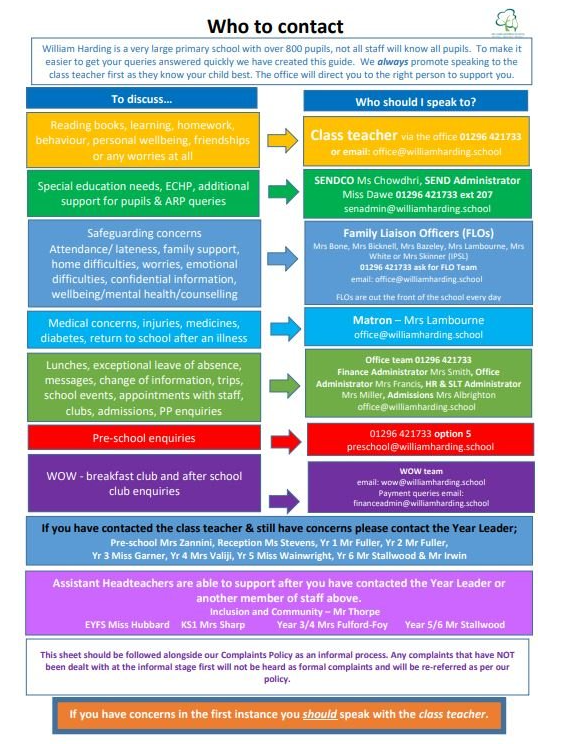 Who to contact
William Harding is a very large primary school with over 800 pupils, not all staff will know all pupils. To make it
easier to get your queries answered quickly we have created this guide. We always promote speaking to the
class teacher first as they know your child best. The office will direct you to the right person to support you.
To discuss…
Who should I speak to?
Reading books, learning, homework,
behaviour, personal wellbeing, friendships
or any worries at all
Class teacher via the office 01296 421733
or email: office@williamharding.school
Special education needs, ECHP, additional
support for pupils & ARP queries
SENDCO Ms Chowdhri, SEND Administrator
Miss Dawe 01296 421733 ext 207
senadmin@williamharding.school
Safeguarding concerns
Attendance/ lateness, family support,
home difficulties, worries, emotional
difficulties, confidential information,
wellbeing/mental health/counselling
Family Liaison Officers (FLOs)
Mrs Bone, Mrs Bicknell, Mrs Bazeley, Mrs Lambourne, Mrs
White or Mrs Skinner (IPSL)
01296 421733 ask for FLO Team
email: office@williamharding.school
FLOs are out the front of the school every day
Medical concerns, injuries, medicines,
diabetes, return to school after an illness
Matron – Mrs Lambourne
office@williamharding.school
Lunches, exceptional leave of absence,
messages, change of information, trips,
school events, appointments with staff,
clubs, admissions, PP enquiries
Office team 01296 421733
Finance Administrator Mrs Smith, Office
Administrator Mrs Francis, HR & SLT Administrator
Mrs Miller, Admissions Mrs Albrighton
office@williamharding.school
Pre-school enquiries
01296 421733 option 5
preschool@williamharding.school
WOW - breakfast club and after school
club enquiries
WOW team
email: wow@williamharding.school
Payment queries email:
financeadmin@williamharding.school
If you have contacted the class teacher & still have concerns please contact the Year Leader;
Pre-school Mrs Zannini, Reception Ms Stevens, Yr 1 Mr Fuller, Yr 2 Mr Fuller,
Yr 3 Miss Garner, Yr 4 Mrs Valiji, Yr 5 Miss Wainwright, Yr 6 Mr Stallwood & Mr Irwin
Assistant Headteachers are able to support after you have contacted the Year Leader or
another member of staff above.
Inclusion and Community – Mr Thorpe
EYFS Miss Hubbard KS1 Mrs Sharp Year 3/4 Mrs Fulford-Foy Year 5/6 Mr Stallwood
This sheet should be followed alongside our Complaints Policy as an informal process. Any complaints that have NOT
been dealt with at the informal stage first will not be heard as formal complaints and will be re-referred as per our
policy.
If you have concerns in the first instance you should speak with the class teacher.